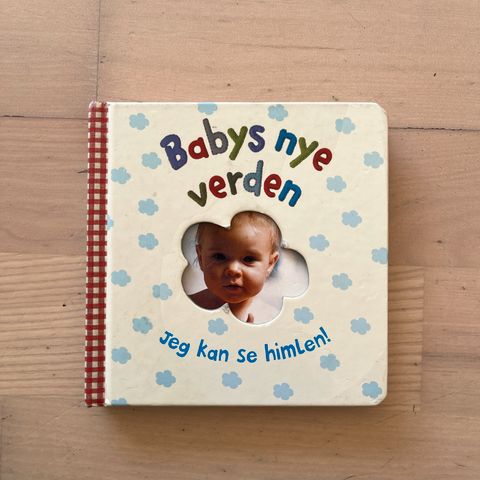 Babys nye
verden
Jeg kan se himlen!